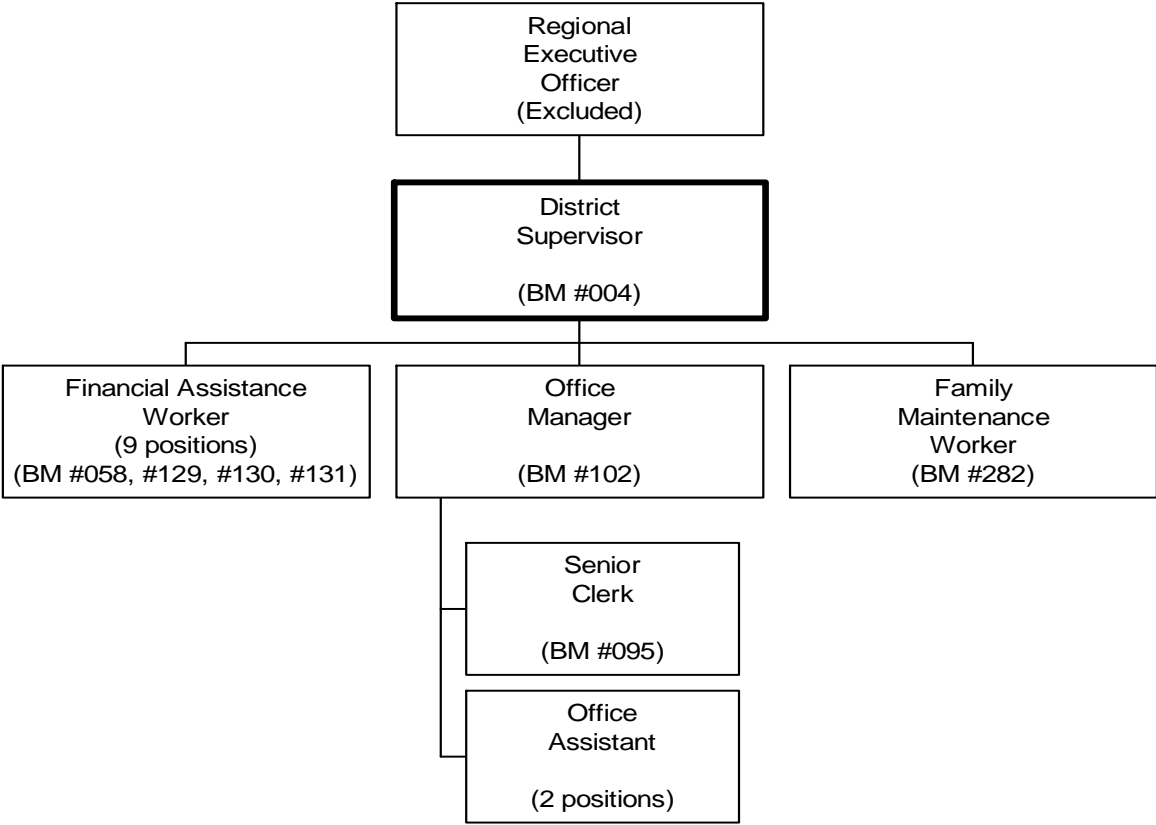 Regional
Executive
Officer
(Excluded)
District
Supervisor
(BM #004)
Financial Assistance
Worker
(9 positions)
(BM #058, #129, #130, #131)
Office
Manager
(BM #102)
Family
Maintenance
Worker
(BM #282)
Senior
Clerk
(BM #095)
Office
Assistant
(2 positions)